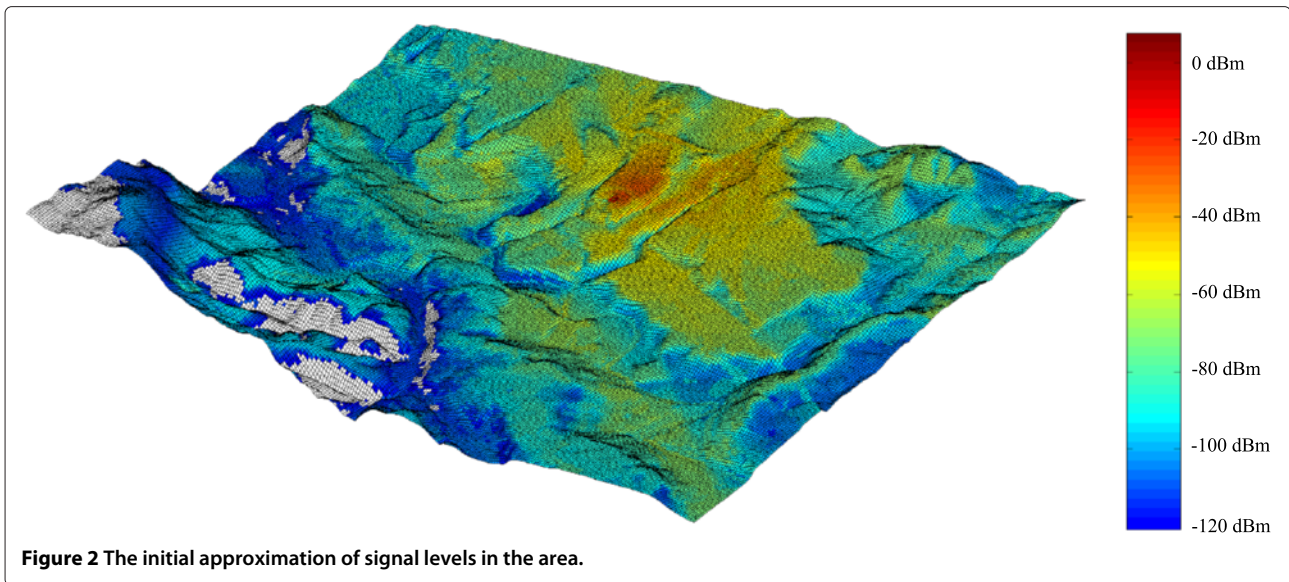 0 dBm
-20 dBm
-40 dBm
-60 dBm
-80 dBm
-100 dBm
-120 dBm
Figure 2 The initial approximation of signal levels in the area.